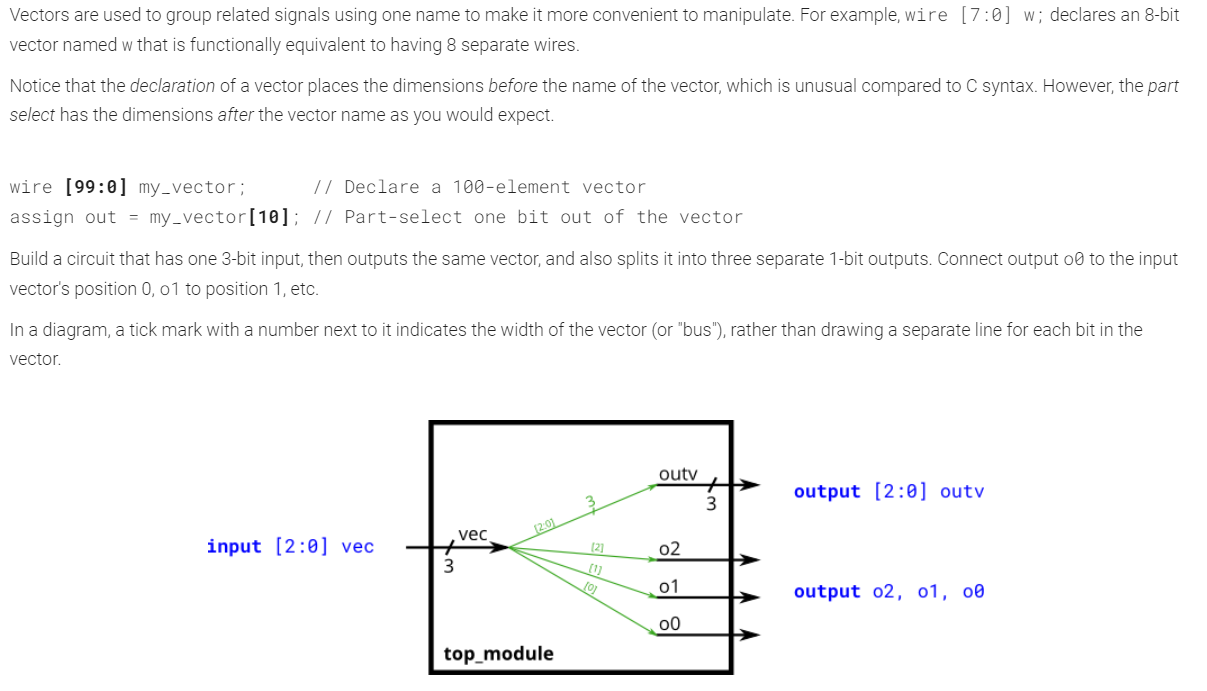 Vectors are used to group related signals using one name to make it more convenient to manipulate. For example, wire [7:0] w; declares an 8-bit
vector named w that is functionally equivalent to having 8 separate wires.
Notice that the declaration of a vector places the dimensions before the name of the vector, which is unusual compared to C syntax. However, the part
select has the dimensions after the vector name as you would expect.
wire [99:0] my_vector; // Declare a 100-element vector
assign out = my_vector[10]; // Part-select one bit out of the vector
Build a circuit that has one 3-bit input, then outputs the same vector, and also splits it into three separate 1-bit outputs. Connect output o0 to the input
vector's position 0, o1 to position 1, etc.
In a diagram, a tick mark with a number next to it indicates the width of the vector (or "bus"), rather than drawing a separate line for each bit in the
vector.
outv
3
output [2:0] outv
3
[2:0]
input [2:0] vec
vec
3
[2]
o2
[1]
[0]
o1
output o2, o1, o0
o0
top_module